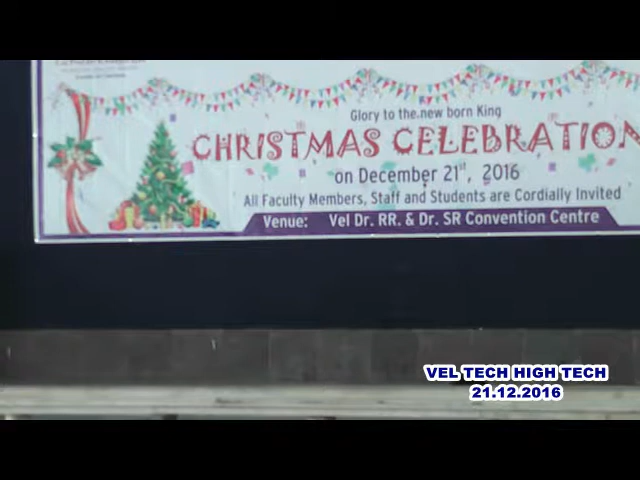 Glory to the new born King
CHRISTMAS CELEBRATION
on December 21st, 2016
All Faculty Members, Staff and Students are Cordially Invited
Venue: Vel Dr. RR. & Dr. SR Convention Centre
VEL TECH HIGH TECH
21.12.2016